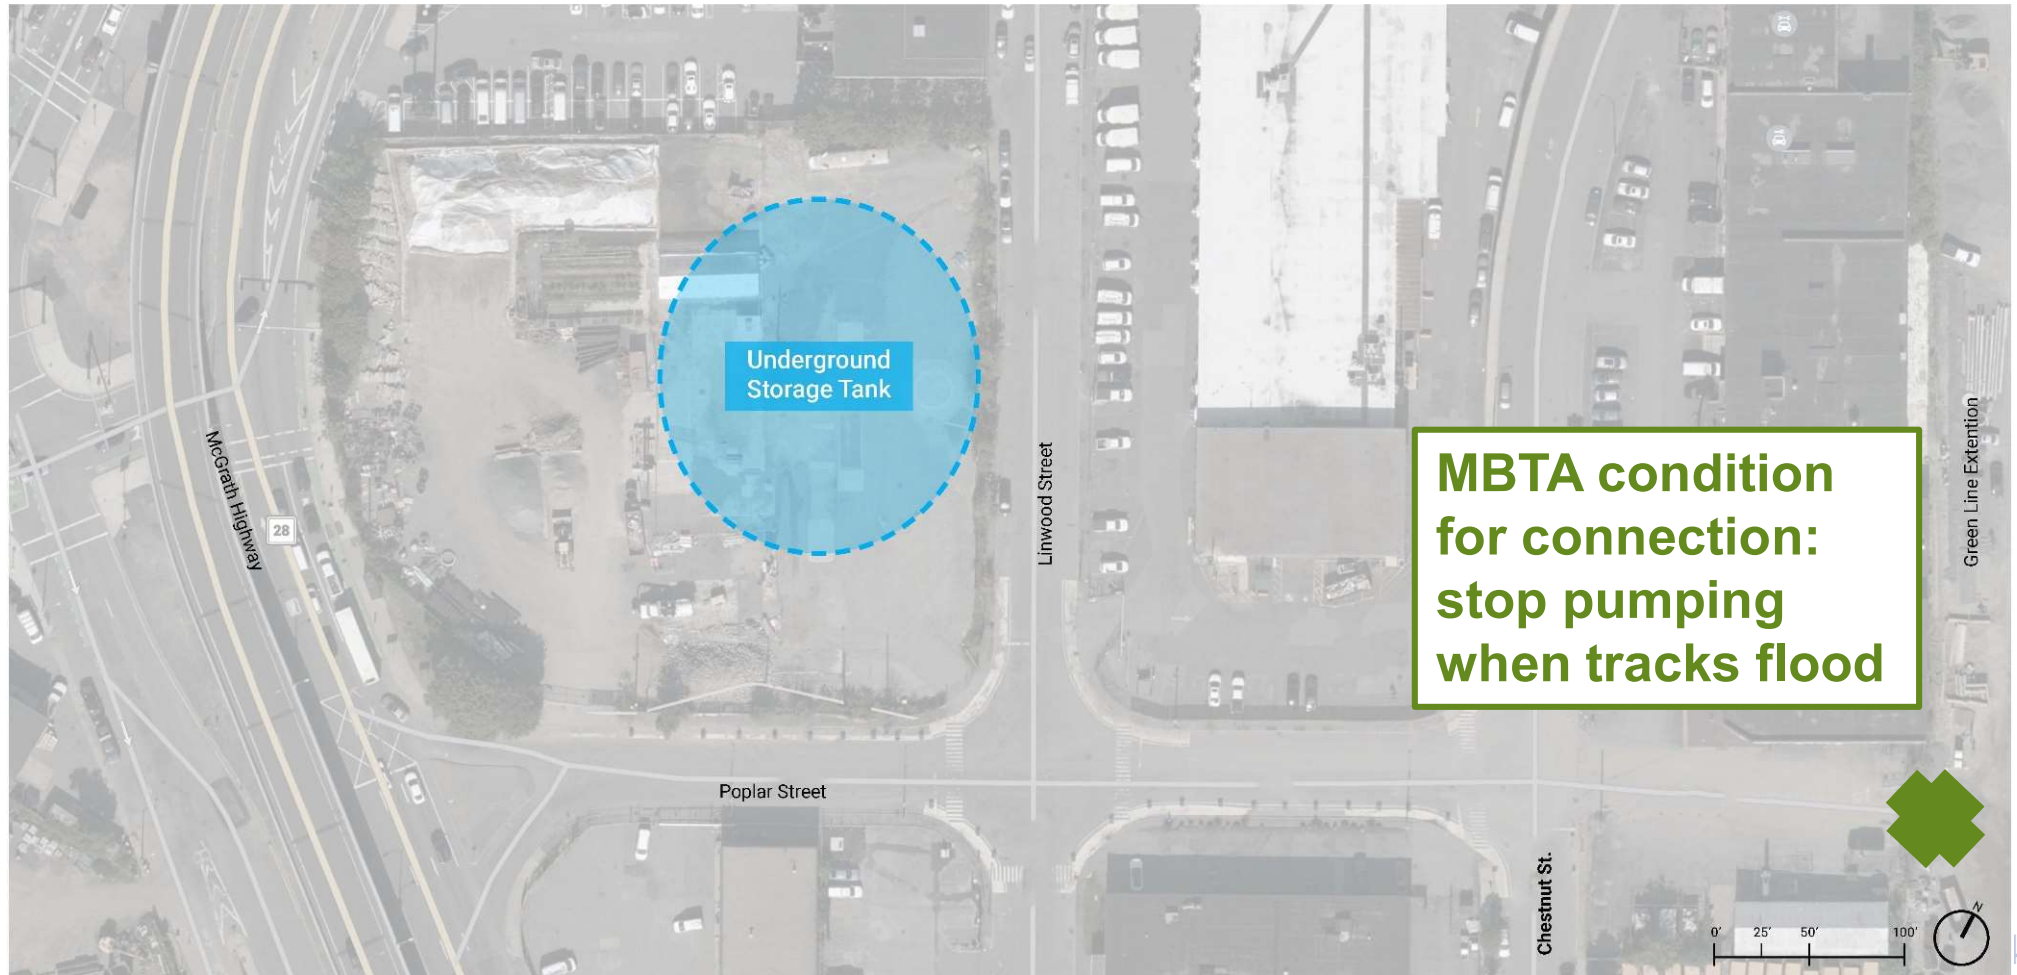 Underground
Storage Tank
McGrath Highway
28
Linwood Street
Green Line Extention
MBTA condition
for connection:
stop pumping
when tracks flood
Poplar Street
Chestnut St.
0' 25' 50' 100'
N